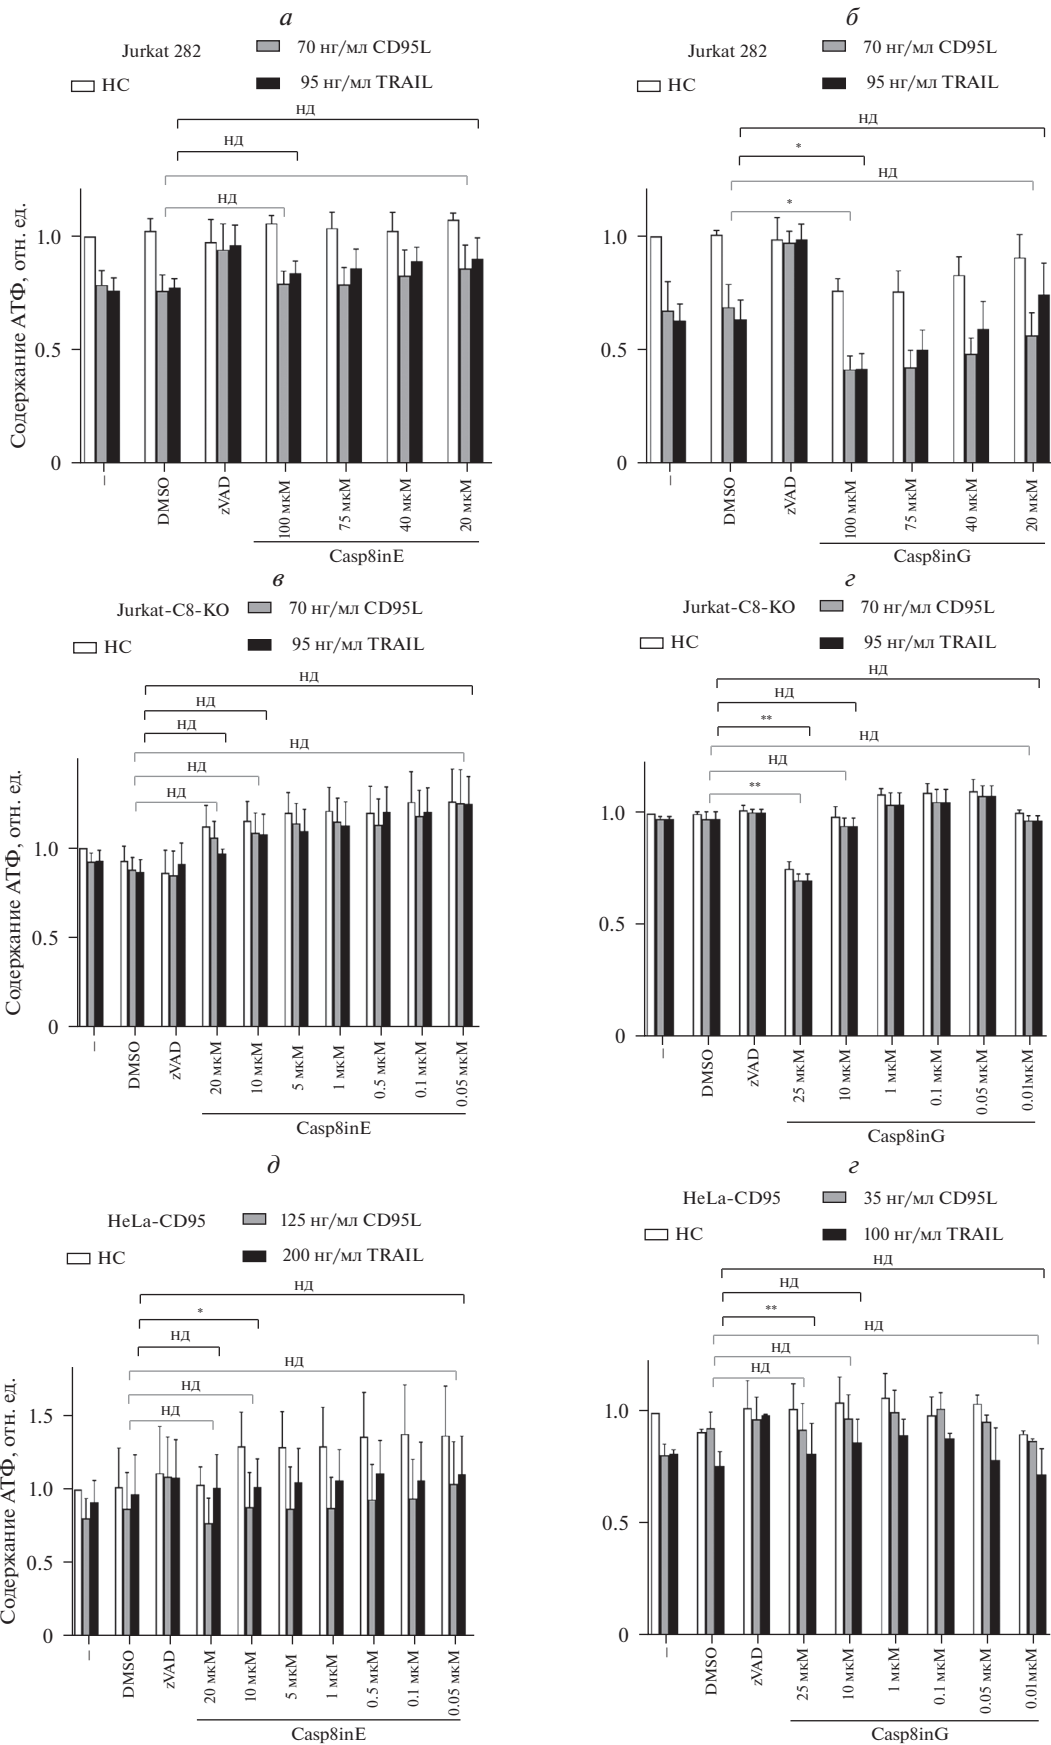 а
Jurkat 282
70 нг/мл CD95L
НС
95 нг/мл TRAIL
НД
НД
НД
Содержание АТФ, отн. ед.
1.0
0.5
0
–
DMSO
zVAD
100 мкМ
75 мкМ
40 мкМ
20 мкМ
Casp8inE
б
Jurkat 282
70 нг/мл CD95L
НС
95 нг/мл TRAIL
НД
*
НД
*
1.0
0.5
0
–
DMSO
zVAD
100 мкМ
75 мкМ
40 мкМ
20 мкМ
Casp8inG
в
Jurkat-C8-KO
70 нг/мл CD95L
НС
95 нг/мл TRAIL
НД
НД
НД
НД
НД
НД
Содержание АТФ, отн. ед.
1.0
0.5
0
–
DMSO
zVAD
20 мкМ
10 мкМ
5 мкМ
1 мкМ
0.5 мкМ
0.1 мкМ
0.05 мкМ
Casp8inE
г
Jurkat-C8-KO
70 нг/мл CD95L
НС
95 нг/мл TRAIL
НД
НД
**
НД
НД
**
1.0
0.5
0
–
DMSO
zVAD
25 мкМ
10 мкМ
1 мкМ
0.1 мкМ
0.05 мкМ
0.01мкМ
Casp8inG
д
HeLa-CD95
125 нг/мл CD95L
НС
200 нг/мл TRAIL
НД
*
НД
НД
НД
НД
Содержание АТФ, отн. ед.
1.5
1.0
0.5
0
–
DMSO
zVAD
20 мкМ
10 мкМ
5 мкМ
1 мкМ
0.5 мкМ
0.1 мкМ
0.05 мкМ
Casp8inE
г
HeLa-CD95
35 нг/мл CD95L
НС
100 нг/мл TRAIL
НД
НД
**
НД
НД
НД
1.0
0.5
0
–
DMSO
zVAD
25 мкМ
10 мкМ
1 мкМ
0.1 мкМ
0.05 мкМ
0.01мкМ
Casp8inG